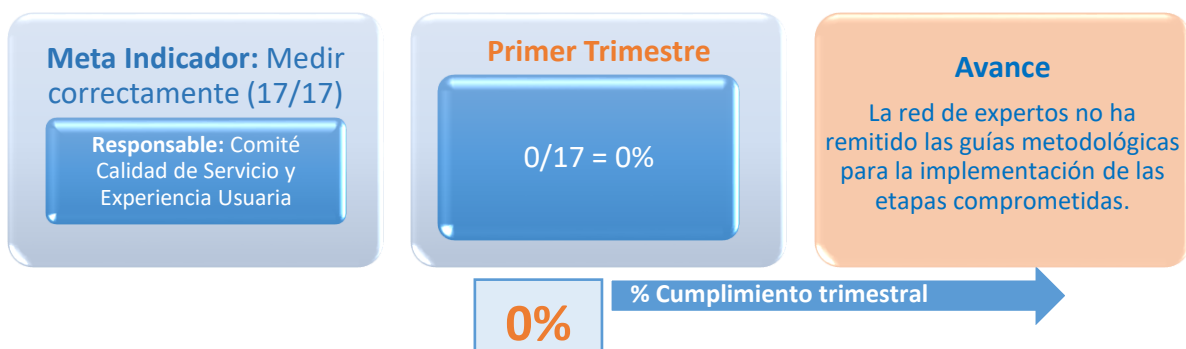 Meta Indicador: Medir
correctamente (17/17)
Responsable: Comité
Calidad de Servicio y
Experiencia Usuaria
Primer Trimestre
0/17 = 0%
Avance
La red de expertos no ha
remitido las guías metodológicas
para la implementación de las
etapas comprometidas.
% Cumplimiento trimestral
0%